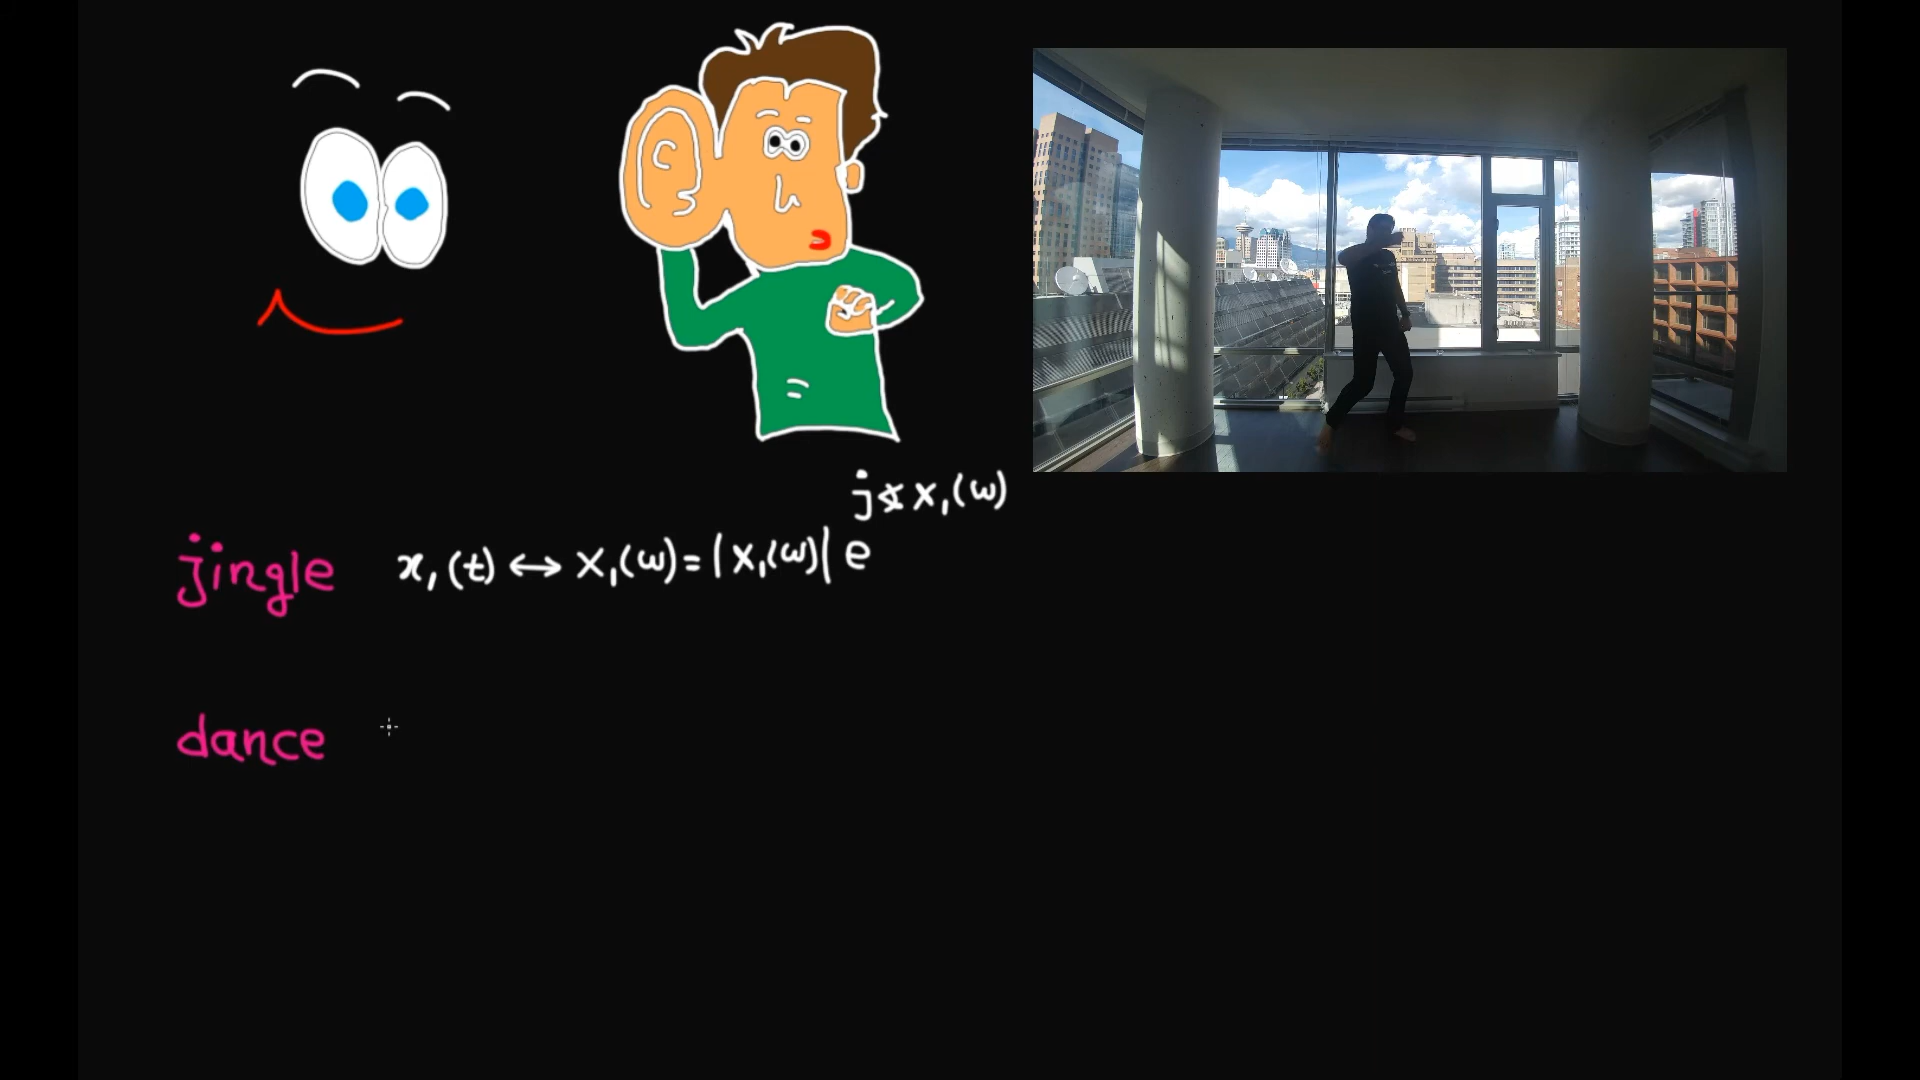 j∡X₁(ω)
jingle x₁(t) ↔ X₁(ω) = |X₁(ω)| e
dance